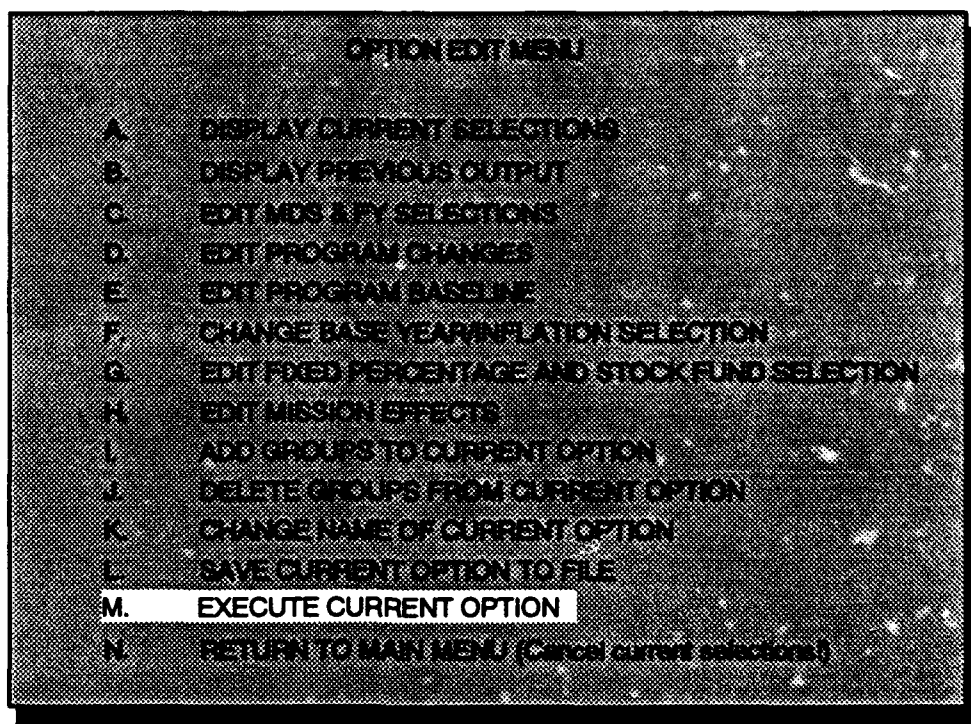 OPTION EDIT MENU
A. DISPLAY CURRENT SELECTIONS
B. DISPLAY PREVIOUS OUTPUT
C. EDIT MDS & FY SELECTIONS
D. EDIT PROGRAM CHANGES
E. EDIT PROGRAM BASELINE
F. CHANGE BASE YEAR/INFLATION SELECTION
G. EDIT FIXED PERCENTAGE AND STOCK FUND SELECTION
H. EDIT MISSION EFFECTS
I. ADD GROUPS TO CURRENT OPTION
J. DELETE GROUPS FROM CURRENT OPTION
K. CHANGE NAME OF CURRENT OPTION
L. SAVE CURRENT OPTION TO FILE
M. EXECUTE CURRENT OPTION
N. RETURN TO MAIN MENU (Cancel current selections!)